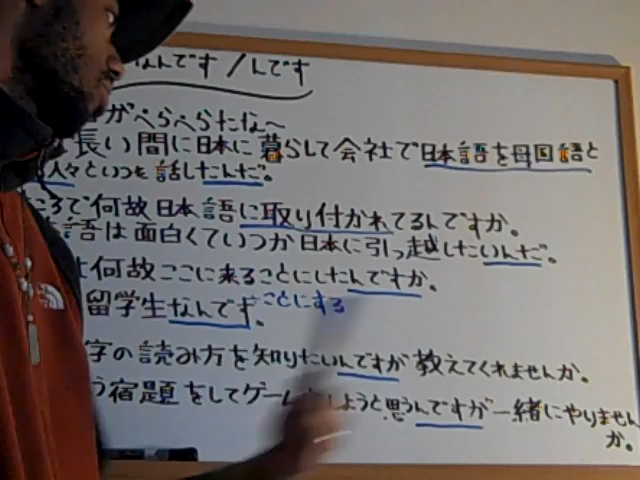 なんです／んです
がぺらぺらだな～
長い間に日本に暮らして会社で日本語を母国語と
人々といつも話したんだ。
ころで何故日本語に取り付かれてるんですか。
語は面白くていつか日本に引っ越したいんだ。
何故ここに来ることにしたんですか。
留学生なんです。ことにする
字の読み方を知りたいんですが教えてくれませんか。
宿題をしてゲームをしようと思うんですが一緒にやりません
か。